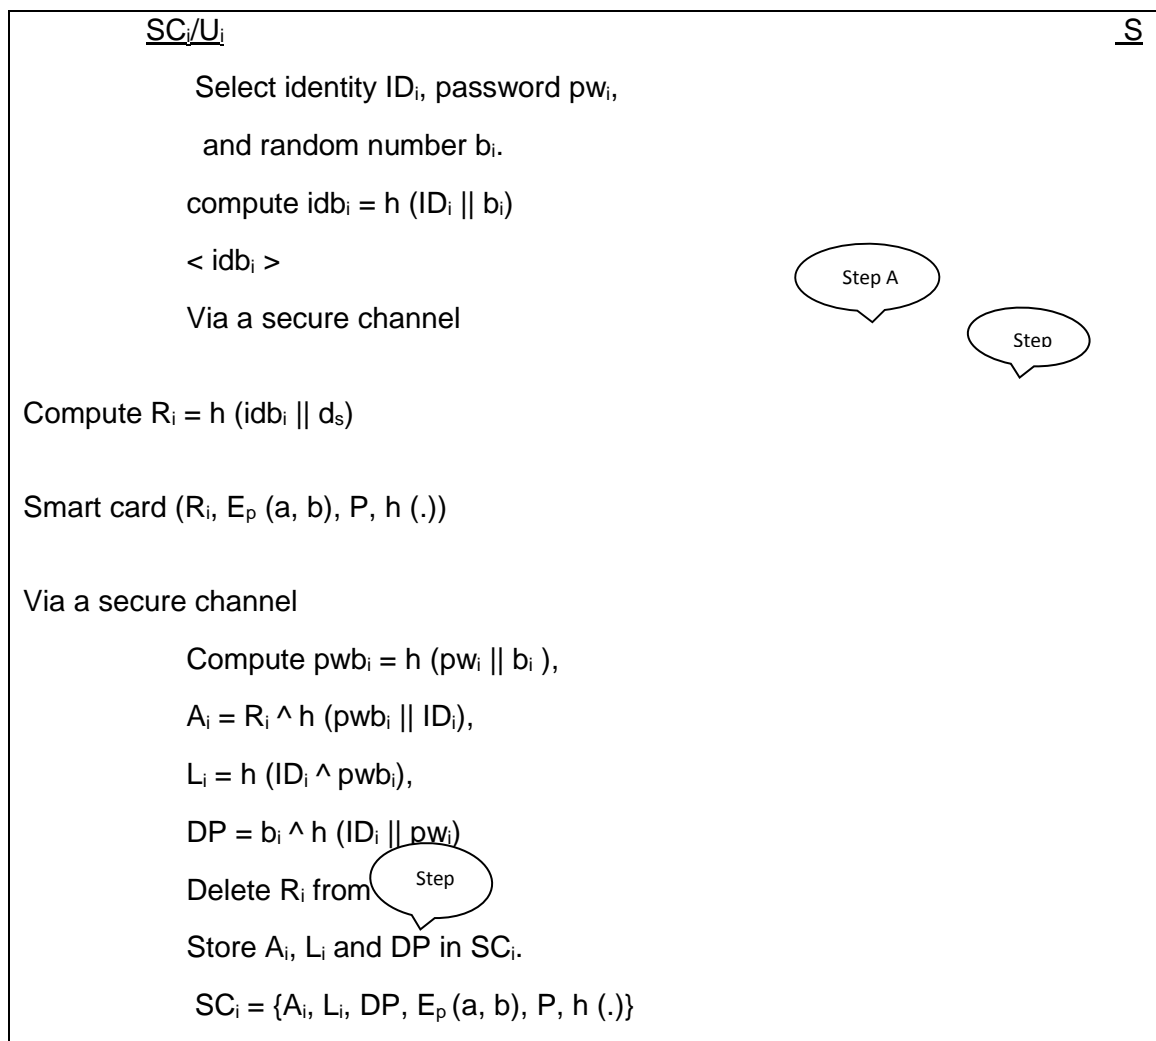 SCᵢ/Uᵢ S
Select identity IDᵢ, password pwᵢ,
and random number bᵢ.
compute idbᵢ = h (IDᵢ || bᵢ)
< idbᵢ >
Step A
Via a secure channel
Step
Compute Rᵢ = h (idbᵢ || dₛ)
Smart card (Rᵢ, Eₚ (a, b), P, h (.))
Via a secure channel
Compute pwbᵢ = h (pwᵢ || bᵢ ),
Aᵢ = Rᵢ ^ h (pwbᵢ || IDᵢ),
Lᵢ = h (IDᵢ ^ pwbᵢ),
DP = bᵢ ^ h (IDᵢ || pwᵢ)
Delete Rᵢ from
Step
Store Aᵢ, Lᵢ and DP in SCᵢ.
SCᵢ = {Aᵢ, Lᵢ, DP, Eₚ (a, b), P, h (.)}